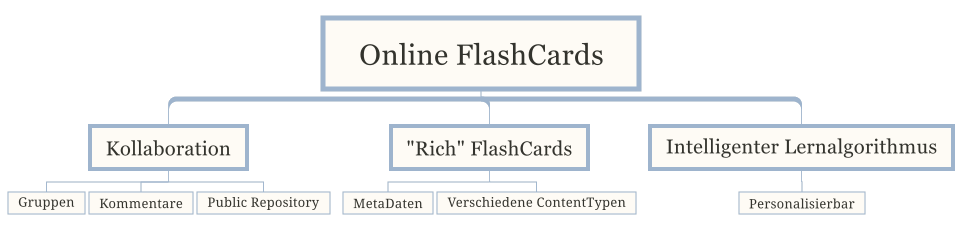 Online FlashCards
Kollaboration
"Rich" FlashCards
Intelligenter Lernalgorithmus
Gruppen
Kommentare
Public Repository
MetaDaten
Verschiedene ContentTypen
Personalisierbar